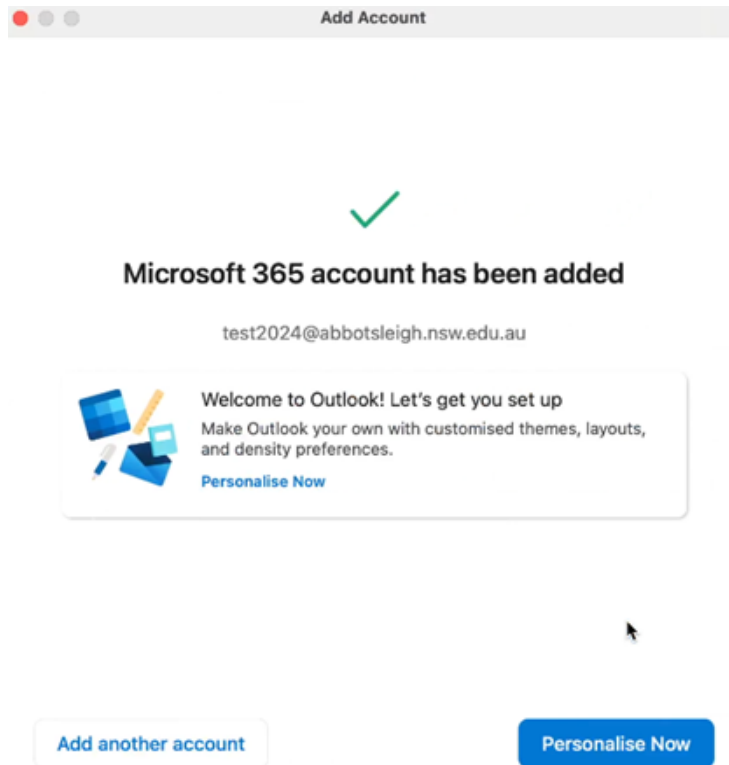 Add Account
Microsoft 365 account has been added
test2024@abbotsleigh.nsw.edu.au
Welcome to Outlook! Let's get you set up
Make Outlook your own with customised themes, layouts,
and density preferences.
Personalise Now
Add another account
Personalise Now